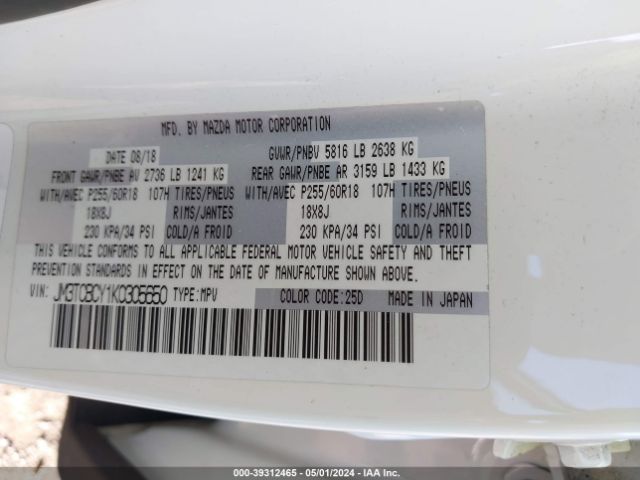 MFD. BY MAZDA MOTOR CORPORATION
DATE 08/18 GVWR/PNBV 5816 LB 2638 KG
FRONT GAWR/PNBE AV 2736 LB 1241 KG REAR GAWR/PNBE AR 3159 LB 1433 KG
WITH/AVEC P255/60R18 107H TIRES/PNEUS WITH/AVEC P255/60R18 107H TIRES/PNEUS
18X8J RIMS/JANTES 18X8J RIMS/JANTES
230 KPA/34 PSI COLD/A FROID 230 KPA/34 PSI COLD/A FROID
THIS VEHICLE CONFORMS TO ALL APPLICABLE FEDERAL MOTOR VEHICLE SAFETY AND THEFT
PREVENTION STANDARDS IN EFFECT ON THE DATE OF MANUFACTURE SHOWN ABOVE.
VIN: JM3TCBCY1K0305650 TYPE:MPV COLOR CODE:25D MADE IN JAPAN
000-39312465 - 05/01/2024 - IAA Inc.